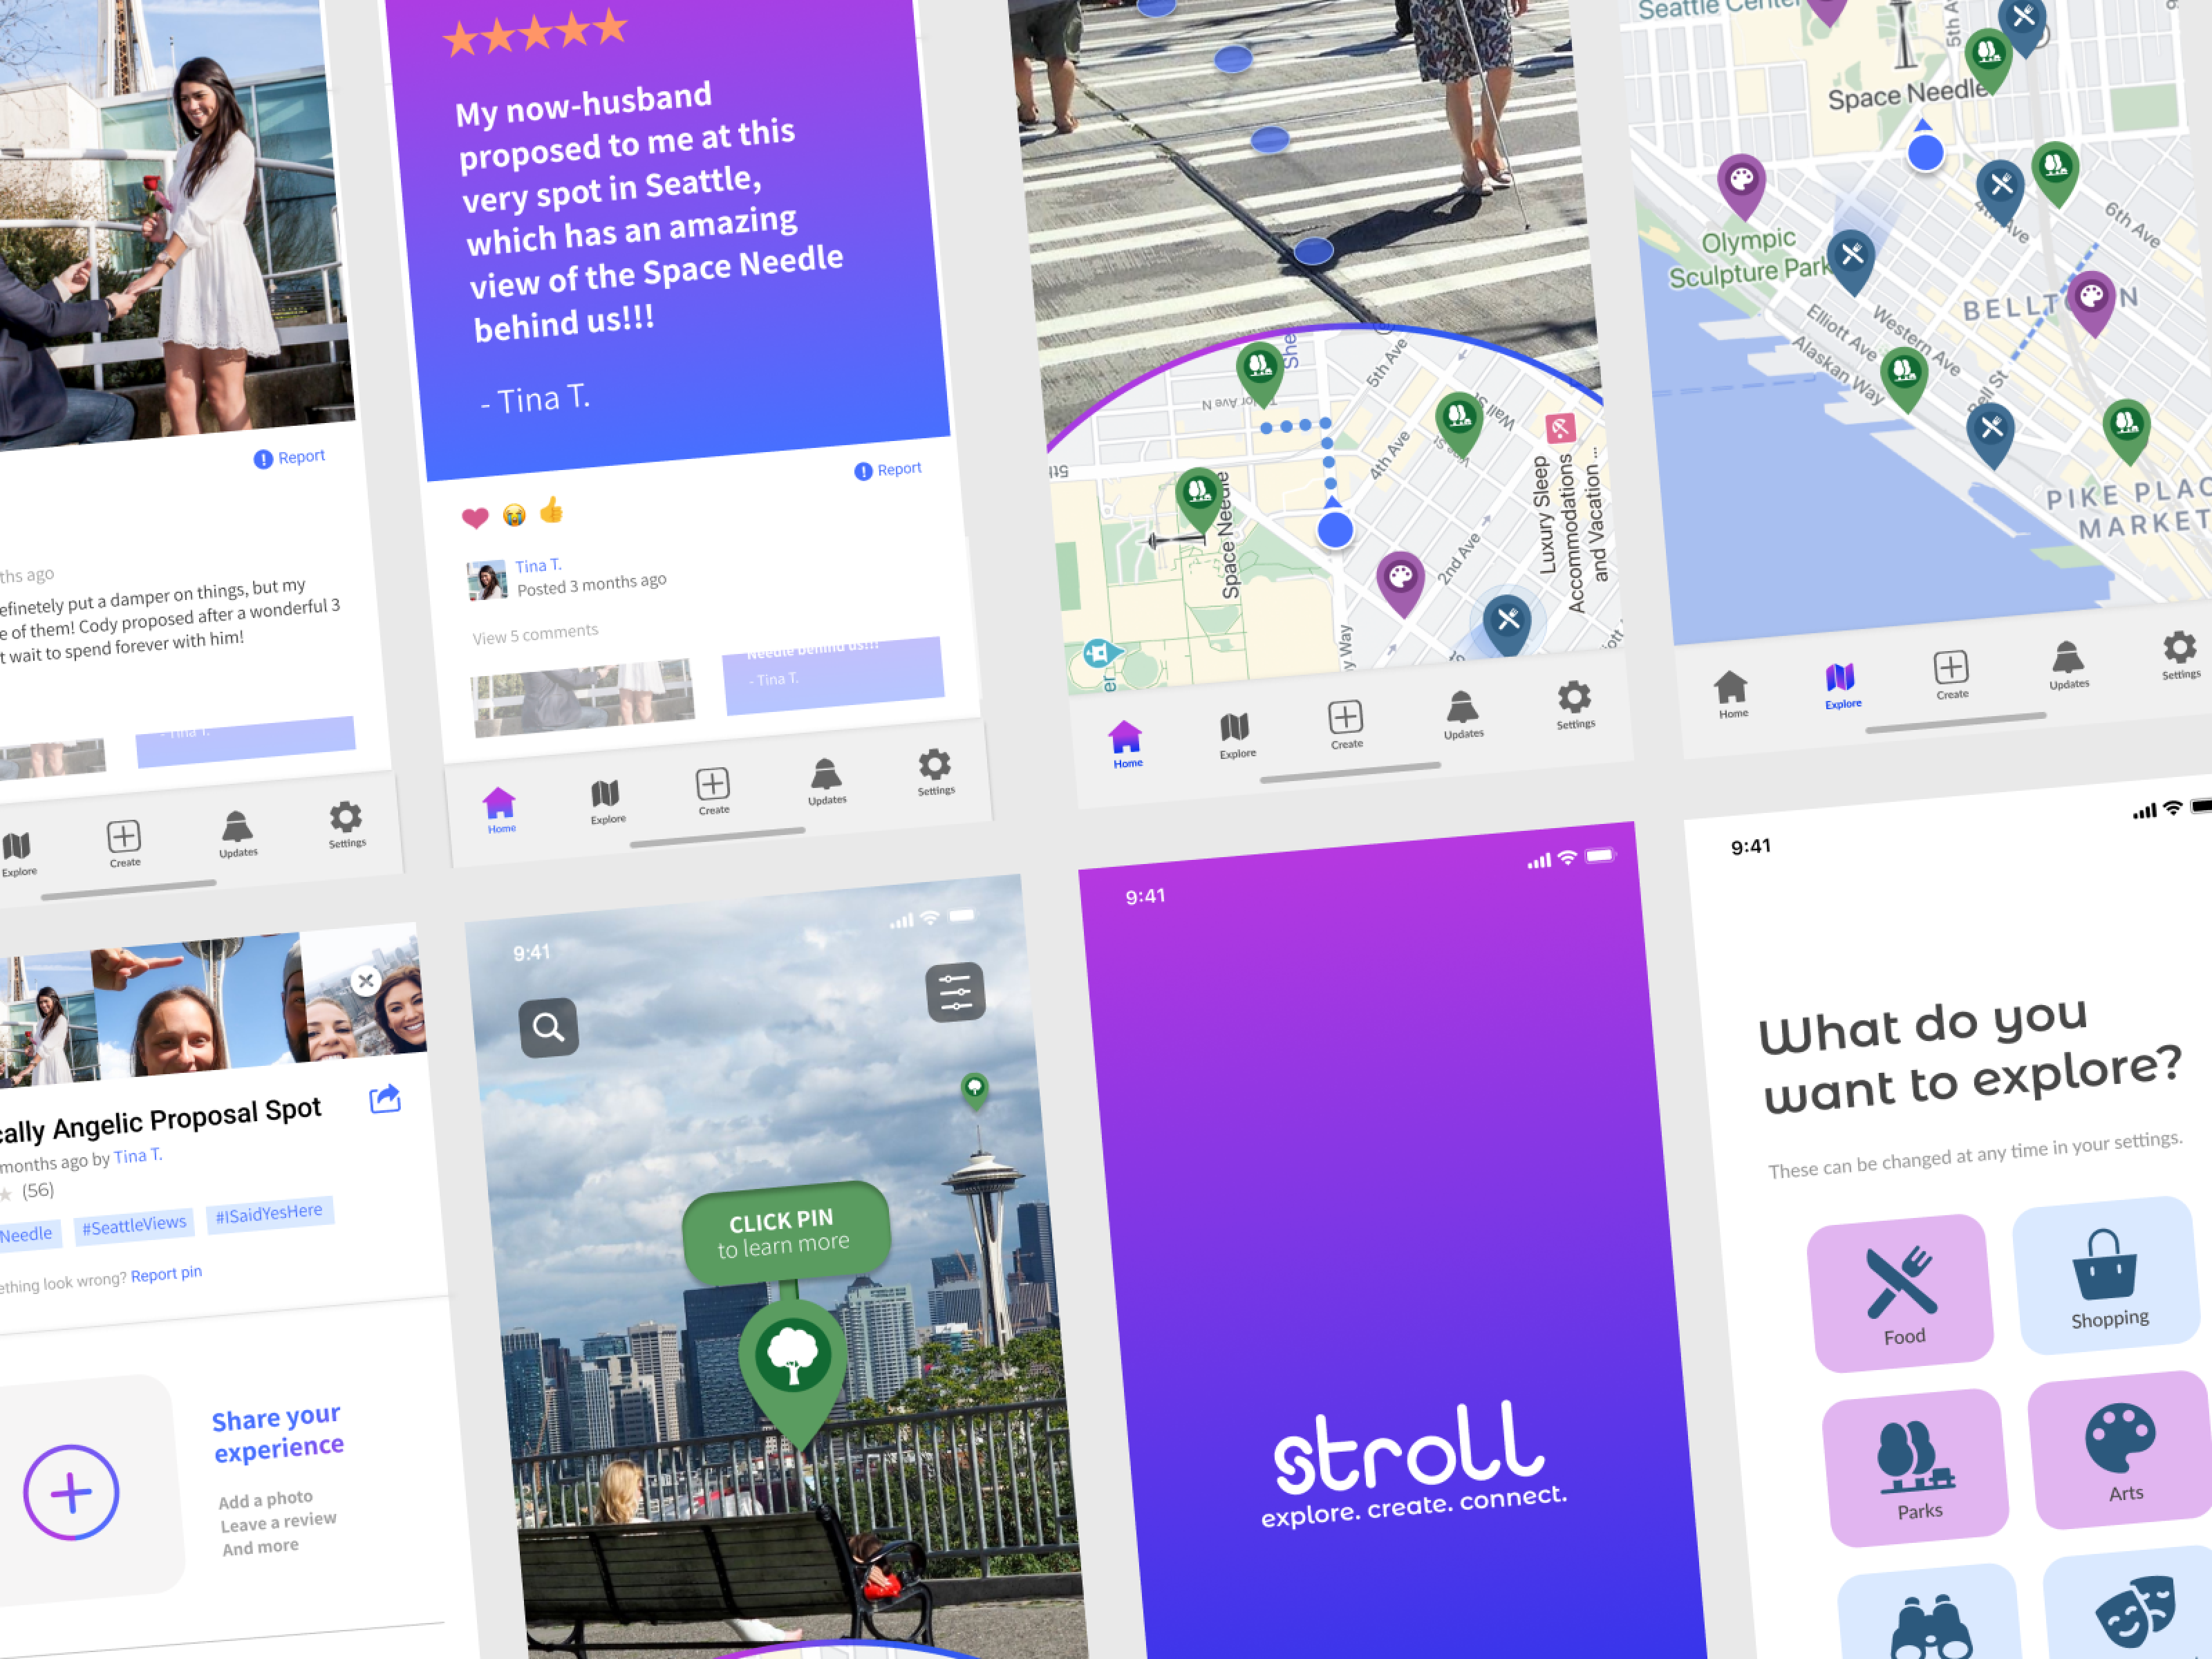 Report
ths ago
efinetely put a damper on things, but my
e of them! Cody proposed after a wonderful 3
t wait to spend forever with him!
- Tina T.
Explore
Create
Updates
Settings
My now-husband
proposed to me at this
very spot in Seattle,
which has an amazing
view of the Space Needle
behind us!!!
- Tina T.
Report
Tina T.
Posted 3 months ago
View 5 comments
Needle behind us!!!
- Tina T.
Home
Explore
Create
Updates
Settings
5th Ave
Wall St
4th Ave
2nd Ave
Space Needle
Luxury Sleep
Accommodations
and Vacation ...
y Way
Home
Explore
Create
Updates
Settings
Seattle Center
5th A
Space Needle
4th Ave
6th Ave
Olympic
Sculpture Park
BELLT N
Elliott Ave
Western Ave
Alaskan Way
Bell St
PIKE PLAC
MARKET
Home
Explore
Create
Updates
Settings
cally Angelic Proposal Spot
months ago by Tina T.
(56)
Needle
#SeattleViews
#ISaidYesHere
ething look wrong? Report pin
Share your
experience
Add a photo
Leave a review
And more
9:41
CLICK PIN
to learn more
9:41
stroll
explore. create. connect.
9:41
What do you
want to explore?
These can be changed at any time in your settings.
Food
Shopping
Parks
Arts